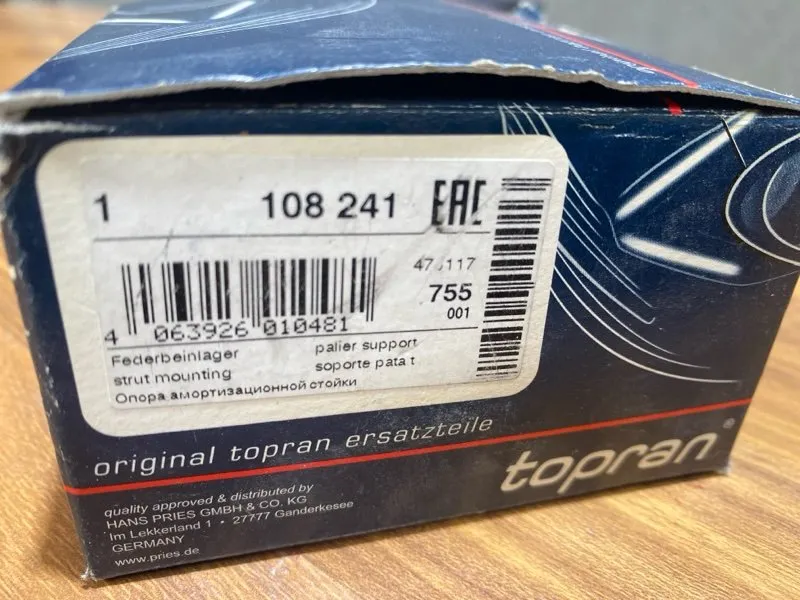 1 108 241 EAC
755
001
4 063926 010481
Federbeinlager palier support
strut mounting soporte pata t
Опора амортизационной стойки
original topran ersatzteile
topran®
quality approved & distributed by
HANS PRIES GMBH & CO. KG
Im Lekkerland 1 • 27777 Ganderkesee
GERMANY
www.pries.de